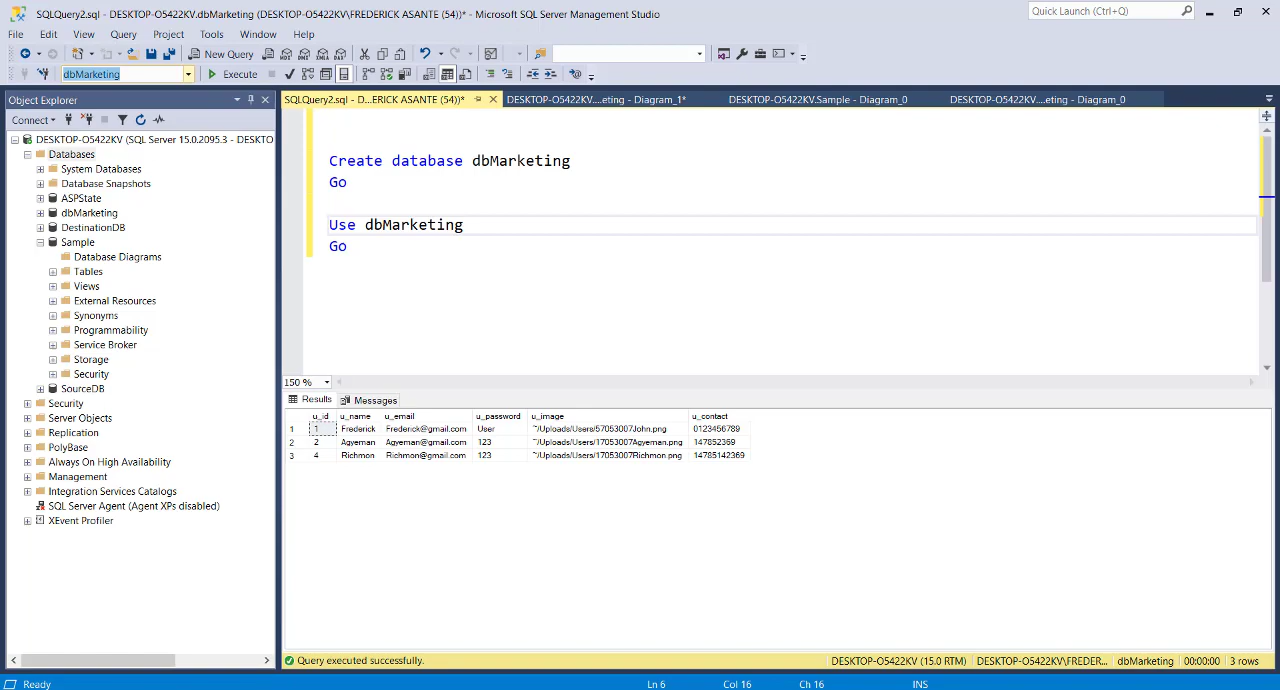 SQLQuery2.sql - DESKTOP-O5422KV.dbMarketing (DESKTOP-O5422KV\FREDERICK ASANTE (54))* - Microsoft SQL Server Management Studio
Quick Launch (Ctrl+Q)
File Edit View Query Project Tools Window Help
New Query
dbMarketing Execute
Object Explorer
SQLQuery2.sql - D...ERICK ASANTE (54))* DESKTOP-O5422KV....eting - Diagram_1* DESKTOP-O5422KV.Sample - Diagram_0 DESKTOP-O5422KV....eting - Diagram_0
Connect
DESKTOP-O5422KV (SQL Server 15.0.2095.3 - DESKTO
Databases
System Databases
Database Snapshots
ASPState
dbMarketing
DestinationDB
Sample
Database Diagrams
Tables
Views
External Resources
Synonyms
Programmability
Service Broker
Storage
Security
SourceDB
Security
Server Objects
Replication
PolyBase
Always On High Availability
Management
Integration Services Catalogs
SQL Server Agent (Agent XPs disabled)
XEvent Profiler
Create database dbMarketing
Go
Use dbMarketing
Go
150 %
Results Messages
u_id u_name u_email u_password u_image u_contact
1 1 Frederick Frederick@gmail.com User ~/Uploads/Users/57053007John.png 0123456789
2 2 Agyeman Agyeman@gmail.com 123 ~/Uploads/Users/17053007Agyeman.png 147852369
3 4 Richmon Richmon@gmail.com 123 ~/Uploads/Users/17053007Richmon.png 14785142369
Query executed successfully. DESKTOP-O5422KV (15.0 RTM) DESKTOP-O5422KV\FREDER... dbMarketing 00:00:00 3 rows
Ready Ln 6 Col 16 Ch 16 INS